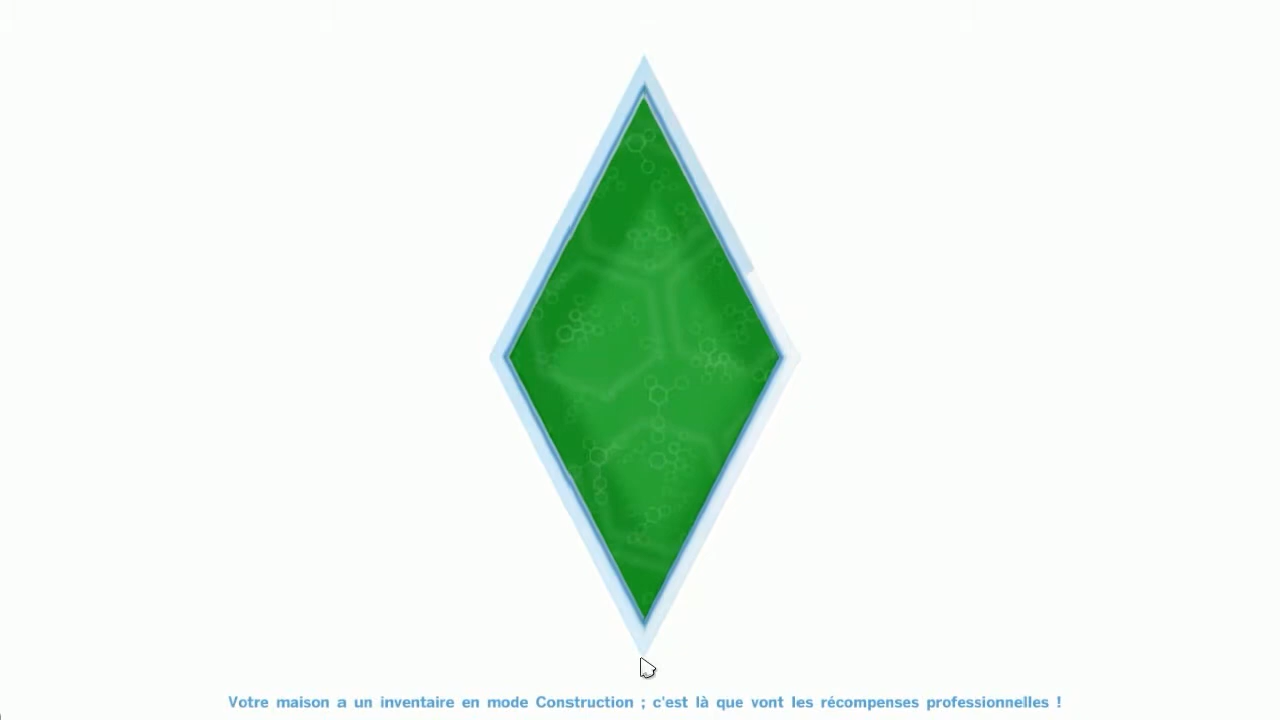 Votre maison a un inventaire en mode Construction ; c'est là que vont les récompenses professionnelles !